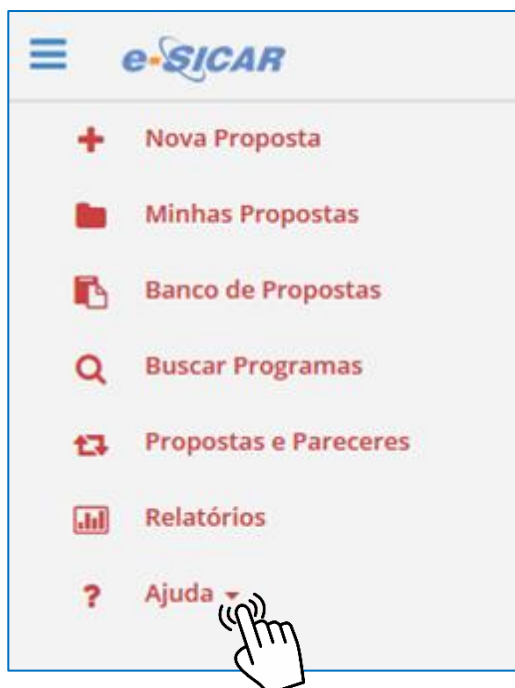 e-SICAR
Nova Proposta
Minhas Propostas
Banco de Propostas
Buscar Programas
Propostas e Pareceres
Relatórios
? Ajuda